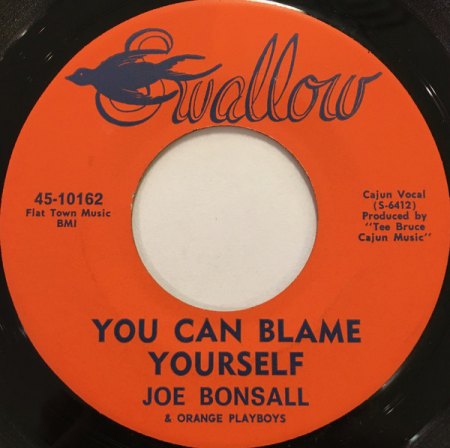 Swallow
45-10162
Flat Town Music
BMI
Cajun Vocal
(S-6412)
Produced by
"Tee Bruce
Cajun Music"
YOU CAN BLAME
YOURSELF
JOE BONSALL
& ORANGE PLAYBOYS